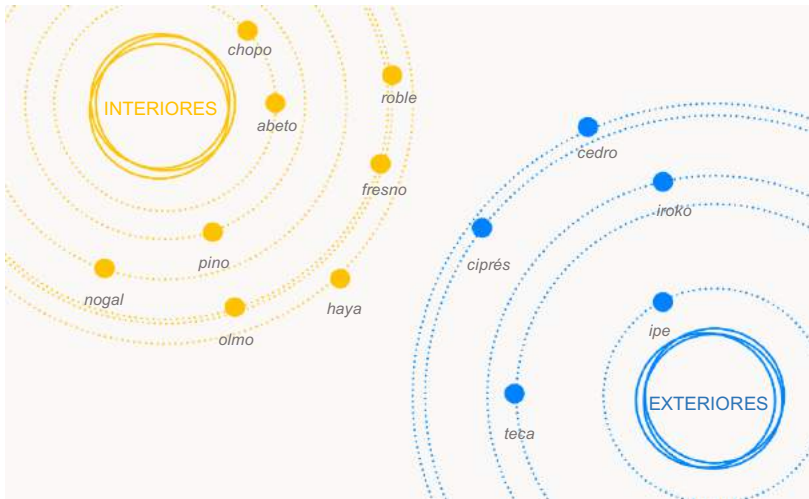 chopo
INTERIORES
roble
abeto
cedro
fresno
iroko
pino
ciprés
nogal
haya
olmo
ipe
EXTERIORES
teca